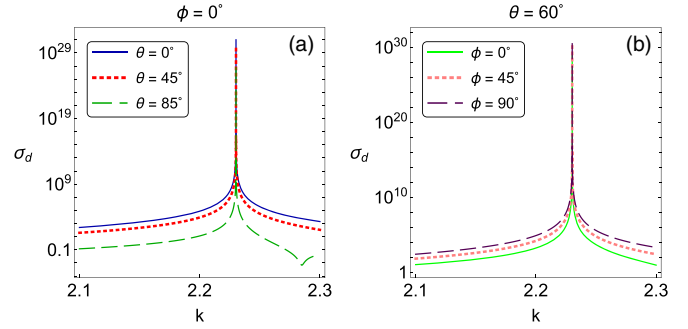 ϕ = 0°
(a)
θ = 0°
θ = 45°
θ = 85°
10^29
10^19
10^9
0.1
σ_d
2.1
2.2
2.3
k
θ = 60°
(b)
ϕ = 0°
ϕ = 45°
ϕ = 90°
10^30
10^20
10^10
1
σ_d
2.1
2.2
2.3
k